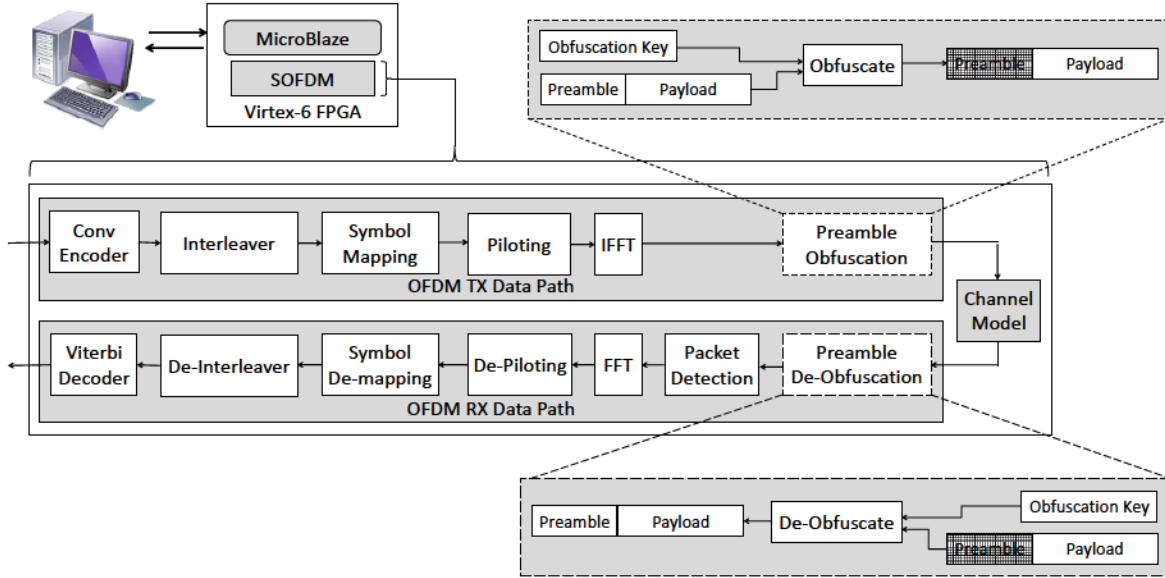 MicroBlaze
SOFDM
Virtex-6 FPGA
Obfuscation Key
Preamble Payload
Obfuscate
Preamble Payload
Conv
Encoder
Interleaver
Symbol
Mapping
Piloting
IFFT
Preamble
Obfuscation
OFDM TX Data Path
Channel
Model
Viterbi
Decoder
De-Interleaver
Symbol
De-mapping
De-Piloting
FFT
Packet
Detection
Preamble
De-Obfuscation
OFDM RX Data Path
Preamble Payload
De-Obfuscate
Obfuscation Key
Preamble Payload